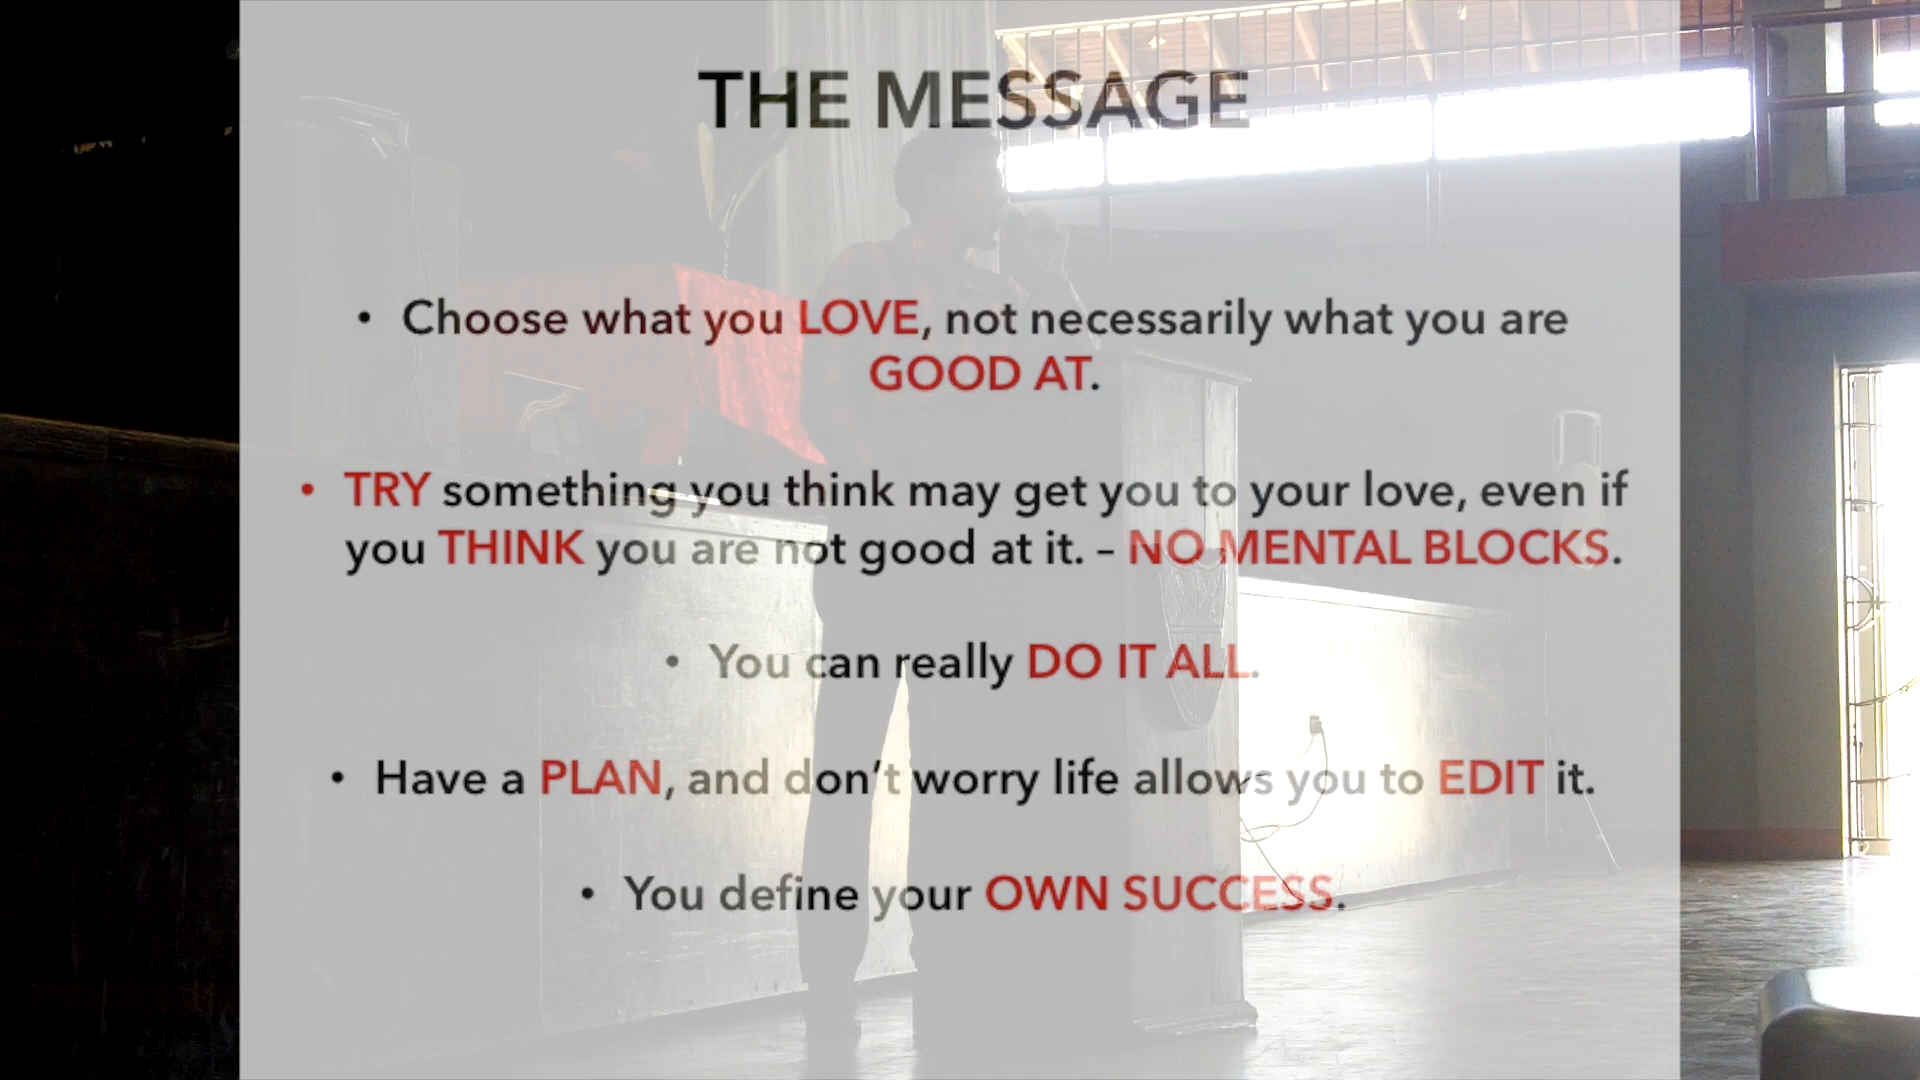 THE MESSAGE
• Choose what you LOVE, not necessarily what you are
GOOD AT.
• TRY something you think may get you to your love, even if
you THINK you are not good at it. – NO MENTAL BLOCKS.
• You can really DO IT ALL.
• Have a PLAN, and don’t worry life allows you to EDIT it.
• You define your OWN SUCCESS.